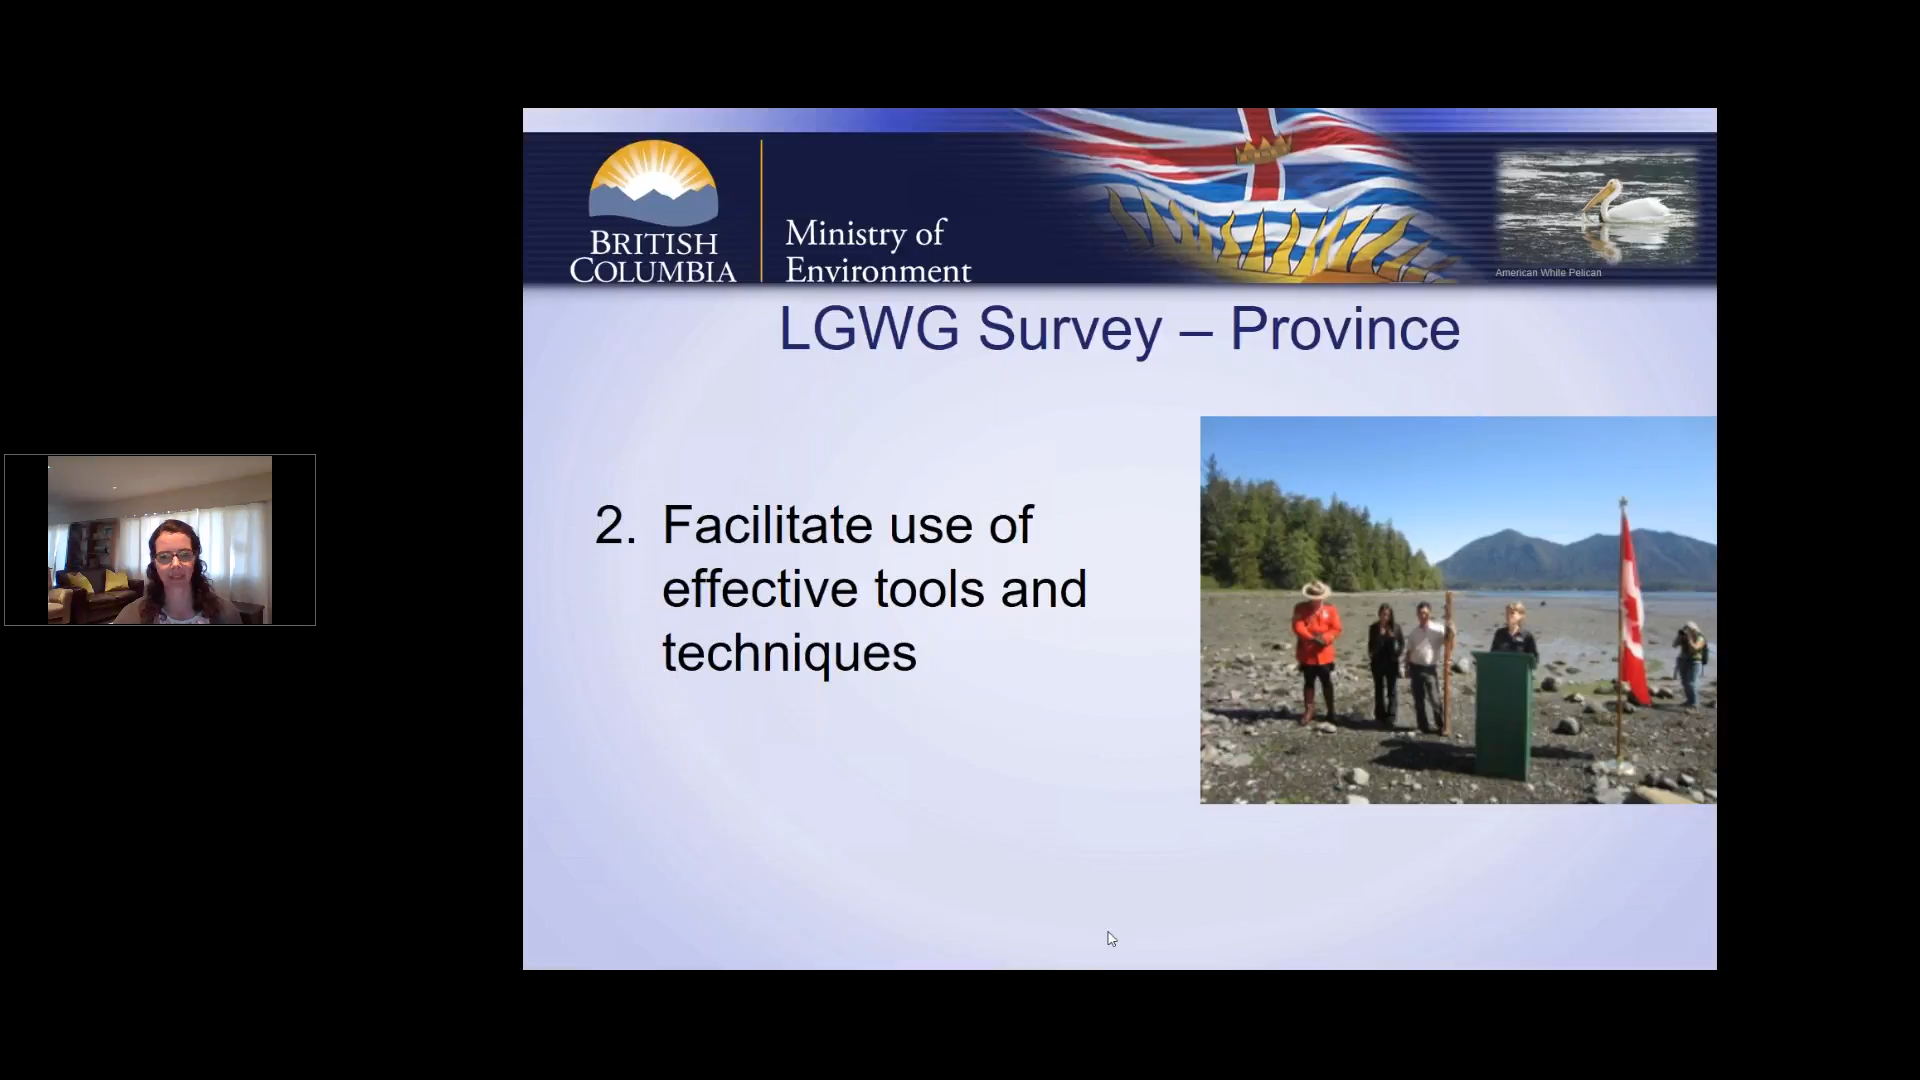 BRITISH
COLUMBIA
Ministry of
Environment
American White Pelican
LGWG Survey – Province
2. Facilitate use of
effective tools and
techniques